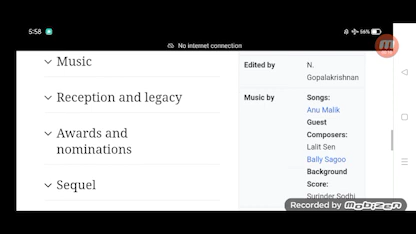 5:58
56%
No internet connection
Music
Reception and legacy
Awards and
nominations
Sequel
Edited by
N.
Gopalakrishnan
Music by
Songs:
Anu Malik
Guest
Composers:
Lalit Sen
Bally Sagoo
Background
Score:
Surinder Sodhi
Recorded by
MOBIZEN